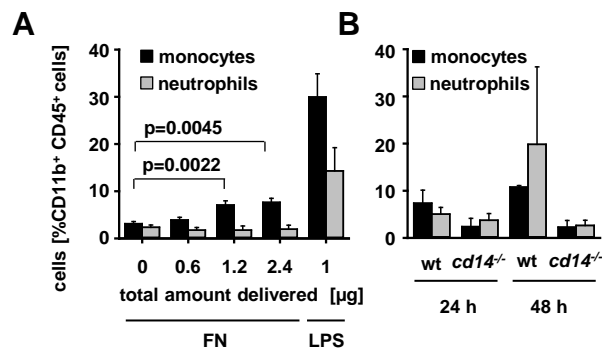 A
B
cells [%CD11b+ CD45+ cells)
monocytes
neutrophils
40
30
20
10
0
p=0.0045
p=0.0022
0 0.6 1.2 2.4 1
total amount delivered [µg]
FN LPS
monocytes
neutrophils
40
30
20
10
0
wt cd14-/- wt cd14-/-
24 h 48 h